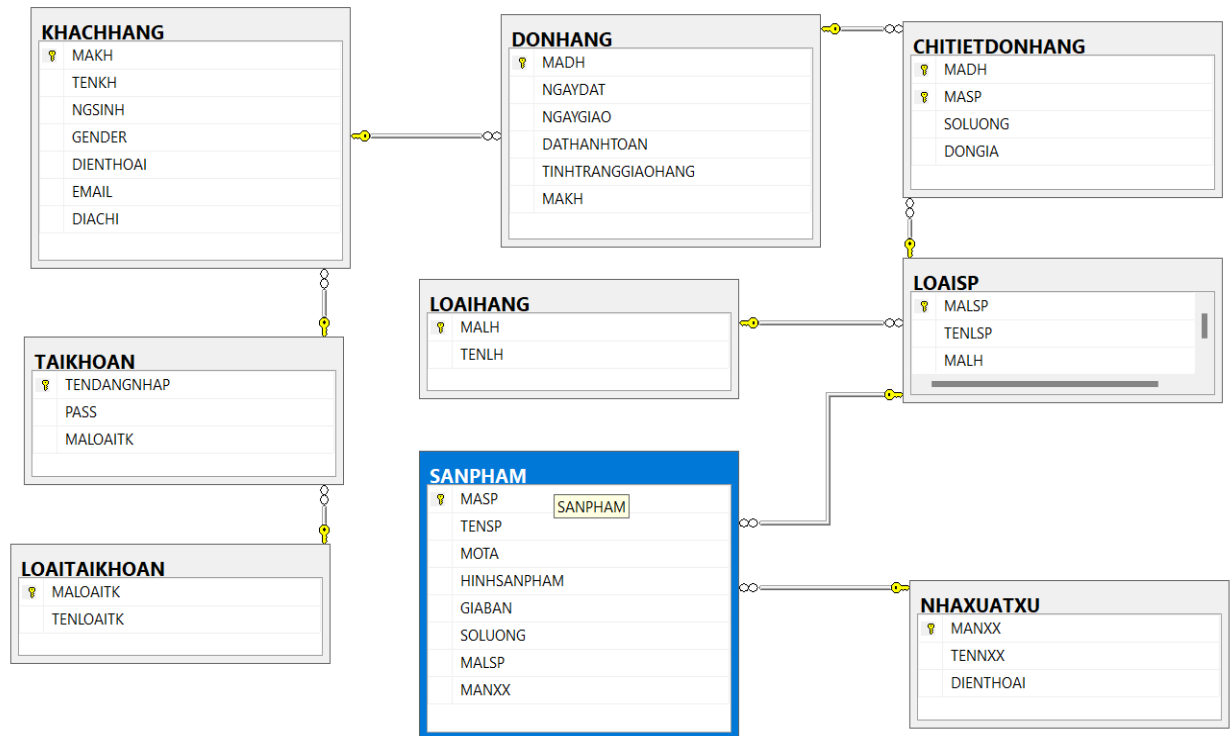 KHACHHANG
MAKH
TENKH
NGSINH
GENDER
DIENTHOAI
EMAIL
DIACHI
DONHANG
MADH
NGAYDAT
NGAYGIAO
DATHANHTOAN
TINHTRANGGIAOHANG
MAKH
CHITIETDONHANG
MADH
MASP
SOLUONG
DONGIA
LOAIHANG
MALH
TENLH
LOAISP
MALSP
TENLSP
MALH
TAIKHOAN
TENDANGNHAP
PASS
MALOAITK
SANPHAM
MASP
SANPHAM
TENSP
MOTA
HINHSANPHAM
GIABAN
SOLUONG
MALSP
MANXX
LOAITAIKHOAN
MALOAITK
TENLOAITK
NHAXUATXU
MANXX
TENNXX
DIENTHOAI